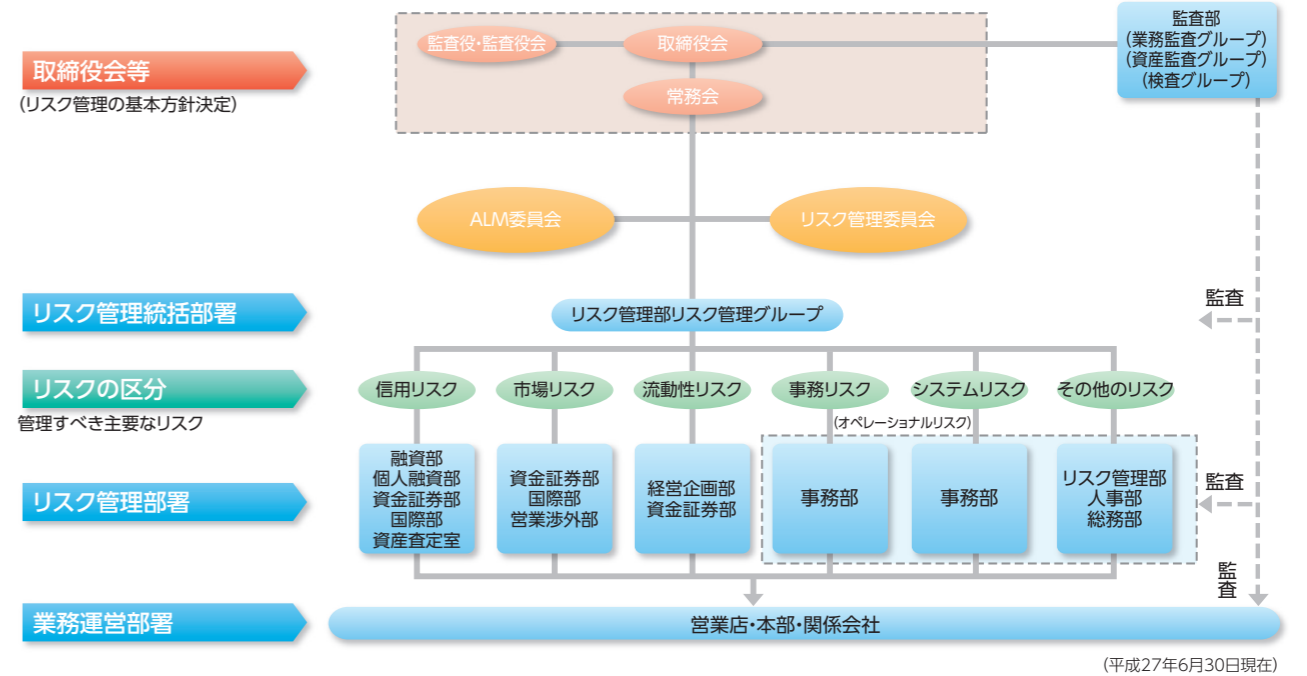 監査役・監査役会
取締役会
監査部
(業務監査グループ)
(資産監査グループ)
(検査グループ)
取締役会等
(リスク管理の基本方針決定)
常務会
ALM委員会
リスク管理委員会
リスク管理統括部署
リスク管理部リスク管理グループ
監査
リスクの区分
管理すべき主要なリスク
信用リスク
市場リスク
流動性リスク
事務リスク
システムリスク
その他のリスク
(オペレーショナルリスク)
リスク管理部署
融資部
個人融資部
資金証券部
国際部
資産査定室
資金証券部
国際部
営業渉外部
経営企画部
資金証券部
事務部
事務部
リスク管理部
人事部
総務部
監査
監査
業務運営部署
営業店・本部・関係会社
(平成27年6月30日現在)